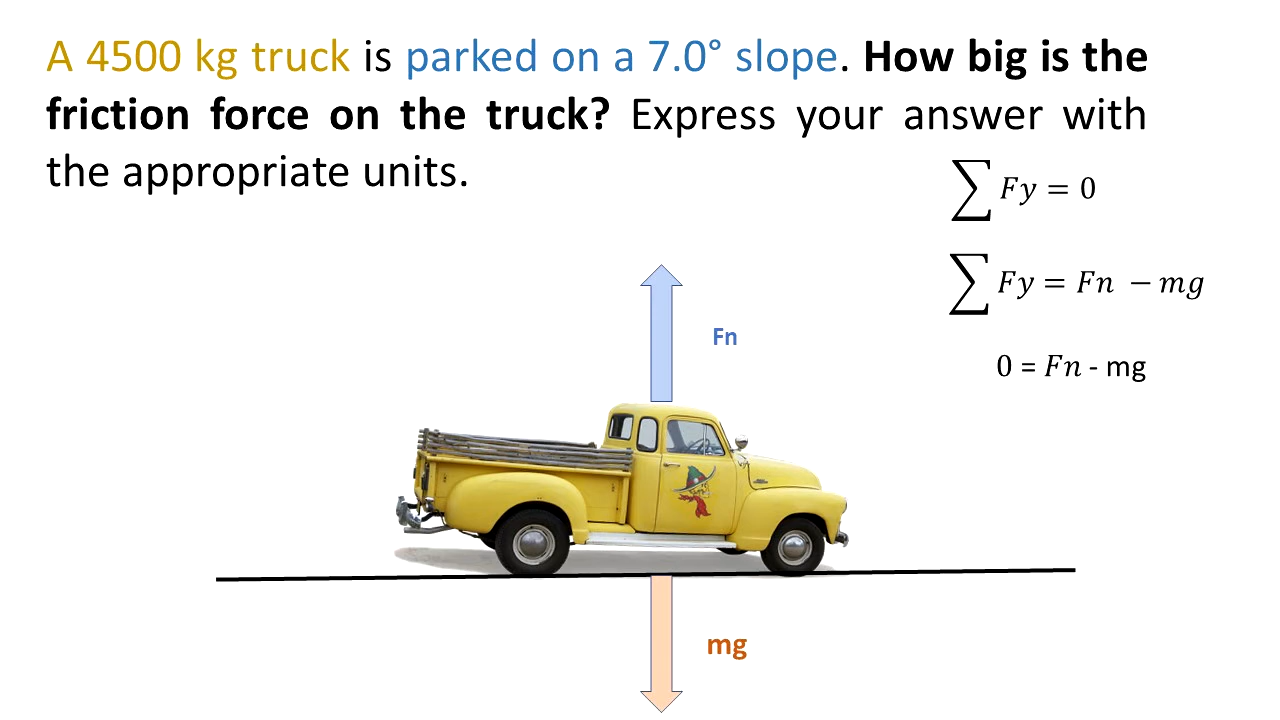 A 4500 kg truck is parked on a 7.0° slope. How big is the
friction force on the truck? Express your answer with
the appropriate units.
∑ Fy = 0
∑ Fy = Fn − mg
0 = Fn - mg
Fn
mg